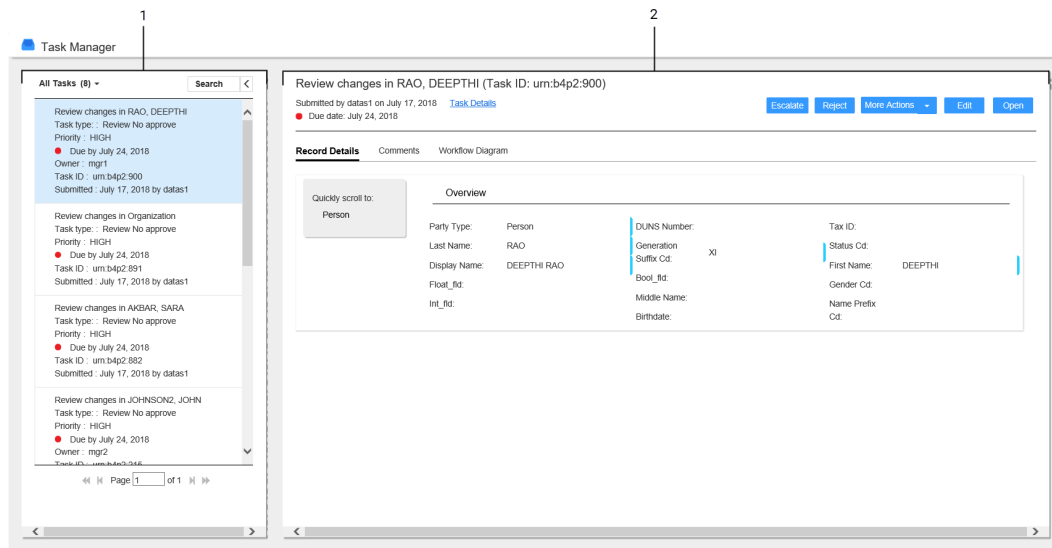 1
2
Task Manager
All Tasks (8)
Search
Review changes in RAO, DEEPTHI
Task type: : Review No approve
Priority : HIGH
Due by July 24, 2018
Owner : mgr1
Task ID : urn:b4p2:900
Submitted : July 17, 2018 by datas1
Review changes in Organization
Task type: : Review No approve
Priority : HIGH
Due by July 24, 2018
Task ID : urn:b4p2:891
Submitted : July 17, 2018 by datas1
Review changes in AKBAR, SARA
Task type: : Review No approve
Priority : HIGH
Due by July 24, 2018
Task ID : urn:b4p2:882
Submitted : July 17, 2018 by datas1
Review changes in JOHNSON2, JOHN
Task type: : Review No approve
Priority : HIGH
Due by July 24, 2018
Owner : mgr2
Task ID : urn:b4p2:215
Page 1 of 1
Review changes in RAO, DEEPTHI (Task ID: urn:b4p2:900)
Submitted by datas1 on July 17, 2018 Task Details
Due date: July 24, 2018
Escalate Reject More Actions Edit Open
Record Details Comments Workflow Diagram
Quickly scroll to:
Person
Overview
Party Type: Person
Last Name: RAO
Display Name: DEEPTHI RAO
Float_fld:
Int_fld:
DUNS Number:
Generation
Suffix Cd: XI
Bool_fld:
Middle Name:
Birthdate:
Tax ID:
Status Cd:
First Name: DEEPTHI
Gender Cd:
Name Prefix
Cd: